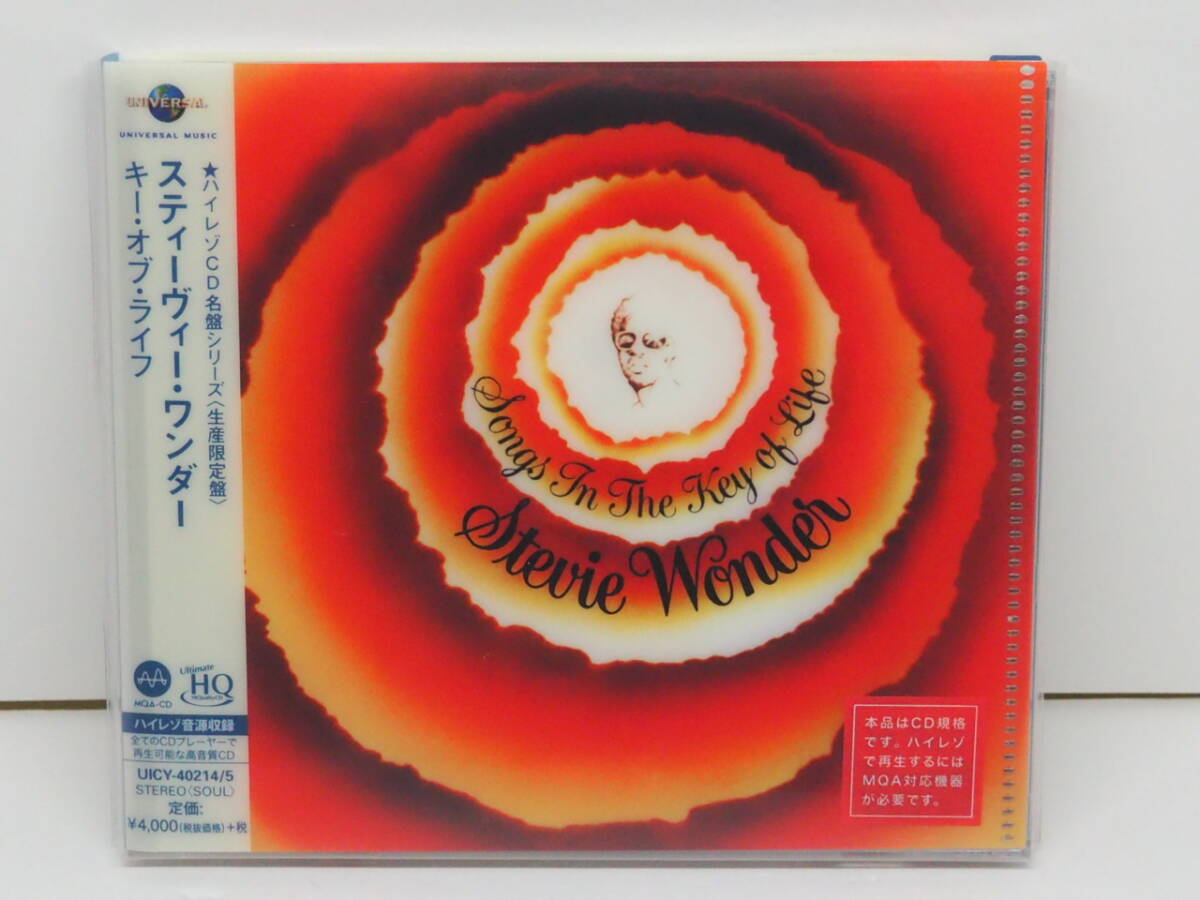 UNIVERSAL
UNIVERSAL MUSIC
★ハイレゾCD名盤シリーズ〈生産限定盤〉
スティーヴィー・ワンダー
キー・オブ・ライフ
MQA-CD
Ultimate
HQ
ハイレゾ音源収録
全てのCDプレーヤーで
再生可能な高音質CD
UICY-40214/5
STEREO〈SOUL〉
定価:
¥4,000(税抜価格)+税
Songs In The Key of Life
Stevie Wonder
本品はCD規格
です。ハイレゾ
で再生するには
MQA対応機器
が必要です。